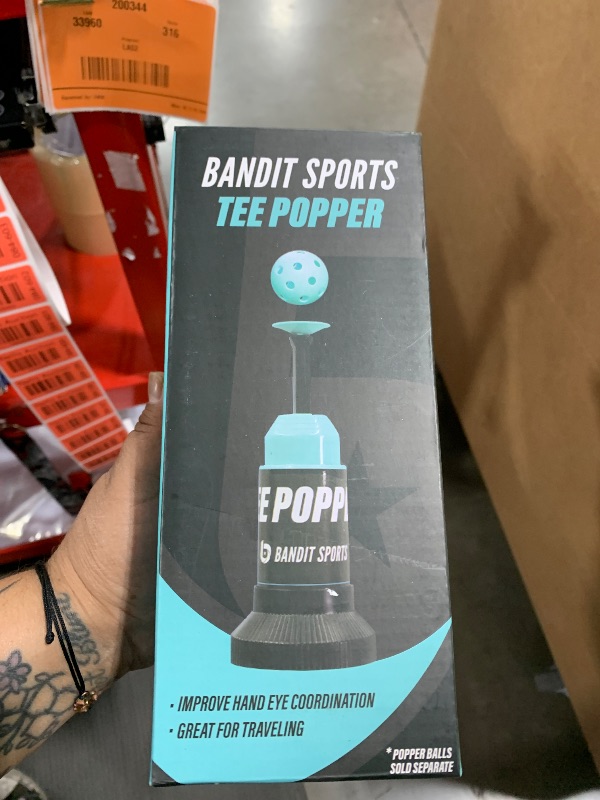 200344
33960
316
BANDIT SPORTS
TEE POPPER
EE POPP
b BANDIT SPORTS
• IMPROVE HAND EYE COORDINATION
• GREAT FOR TRAVELING
* POPPER BALLS
SOLD SEPARATE